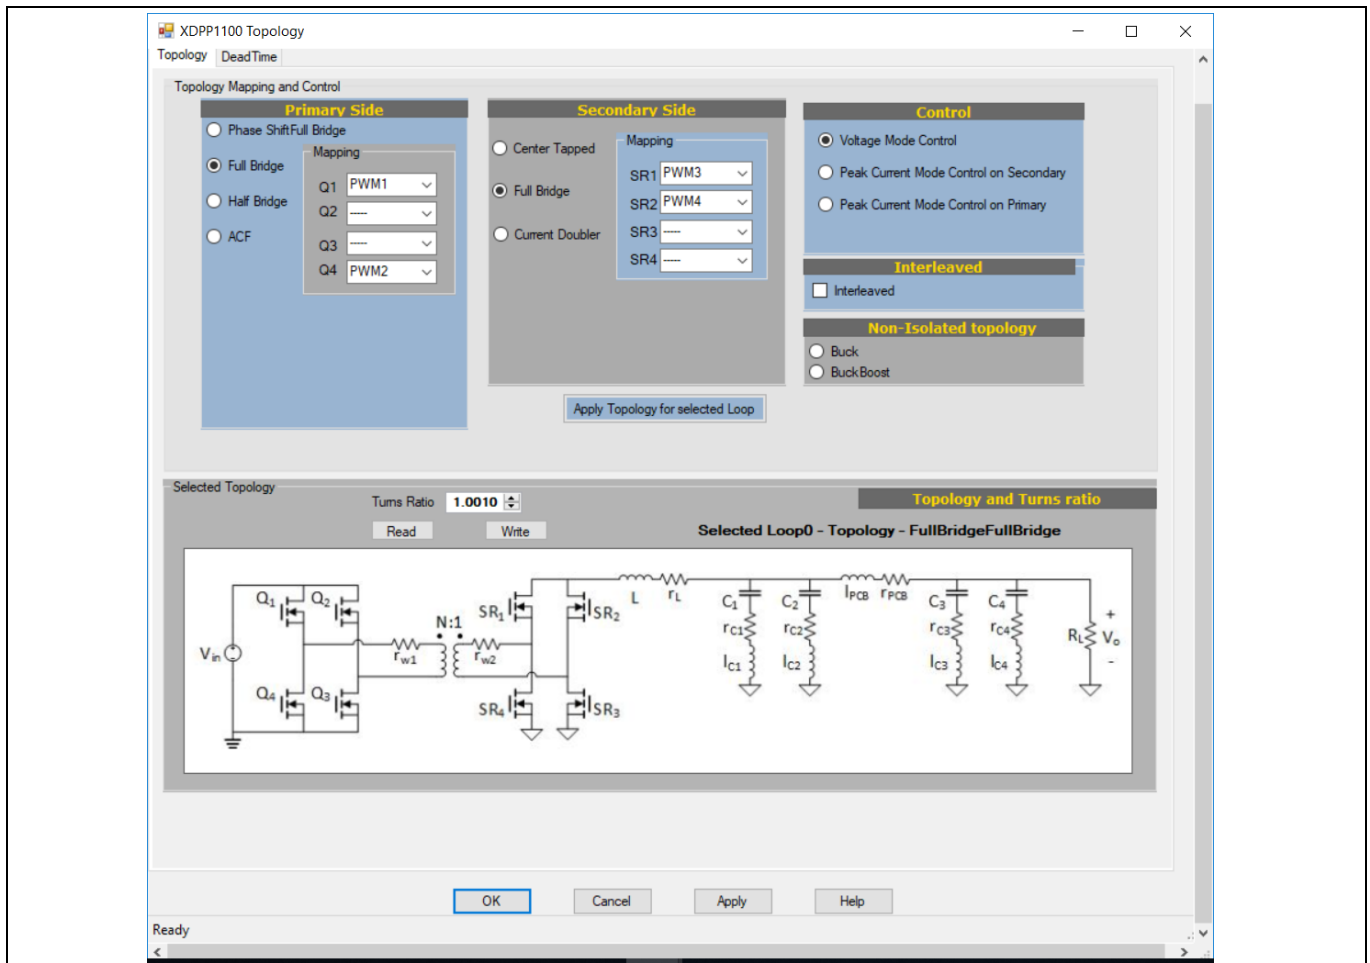 XDPP1100 Topology
Topology DeadTime
Topology Mapping and Control
Primary Side
Phase ShiftFull Bridge
Full Bridge
Half Bridge
ACF
Mapping
Q1 PWM1
Q2 -----
Q3 -----
Q4 PWM2
Secondary Side
Center Tapped
Full Bridge
Current Doubler
Mapping
SR1 PWM3
SR2 PWM4
SR3 -----
SR4 -----
Control
Voltage Mode Control
Peak Current Mode Control on Secondary
Peak Current Mode Control on Primary
Interleaved
Interleaved
Non-Isolated topology
Buck
BuckBoost
Apply Topology for selected Loop
Selected Topology
Turns Ratio 1.0010
Topology and Turns ratio
Read Write
Selected Loop0 - Topology - FullBridgeFullBridge
Q1 Q2
Q4 Q3
Vin
N:1
rw1 rw2
SR1 SR2
SR4 SR3
L rL
C1 C2
rC1 rC2
lC1 lC2
lPCB rPCB
C3 C4
rC3 rC4
lC3 lC4
RL
+
Vo
-
OK Cancel Apply Help
Ready